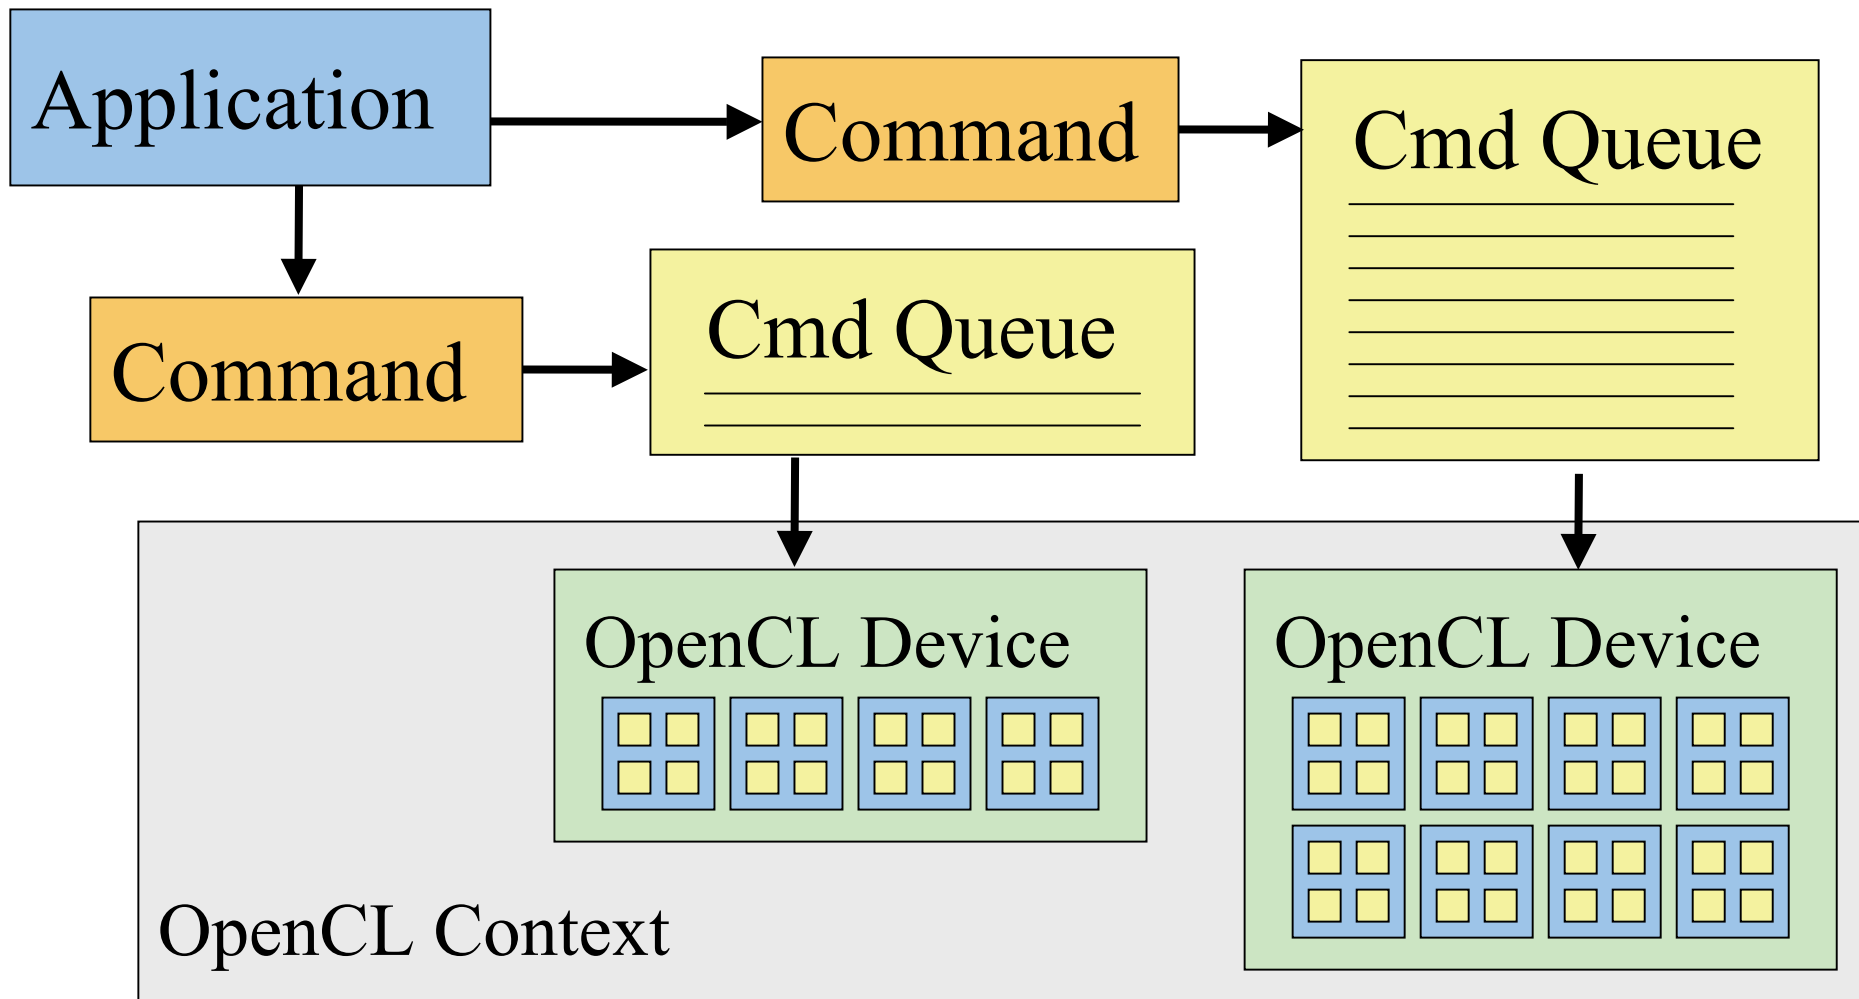 Application
Command
Cmd Queue
Command
Cmd Queue
OpenCL Device
OpenCL Device
OpenCL Context